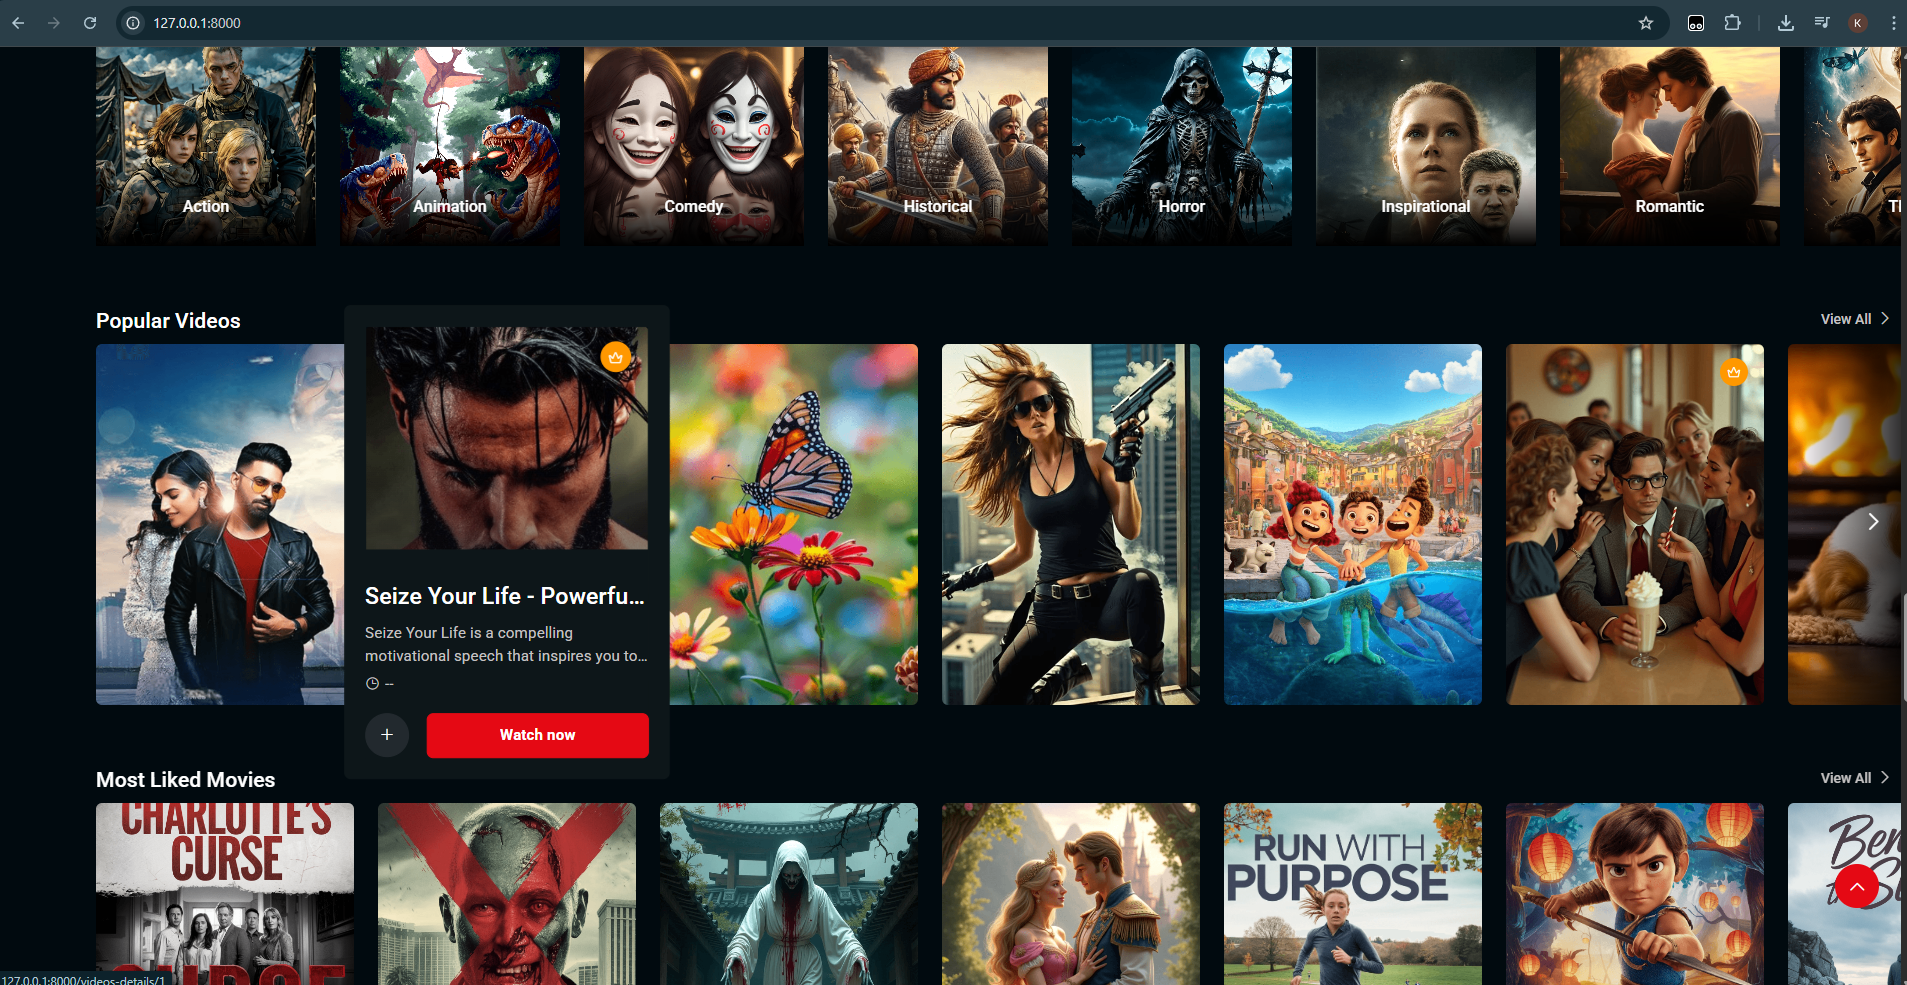 127.0.0.1:8000
K
Action
Animation
Comedy
Historical
Horror
Inspirational
Romantic
Popular Videos
View All
Seize Your Life - Powerfu...
Seize Your Life is a compelling
motivational speech that inspires you to...
--
Watch now
Most Liked Movies
View All
CHARLOTTE'S
CURSE
RUN WITH
PURPOSE
127.0.0.1:8000/videos-details/1